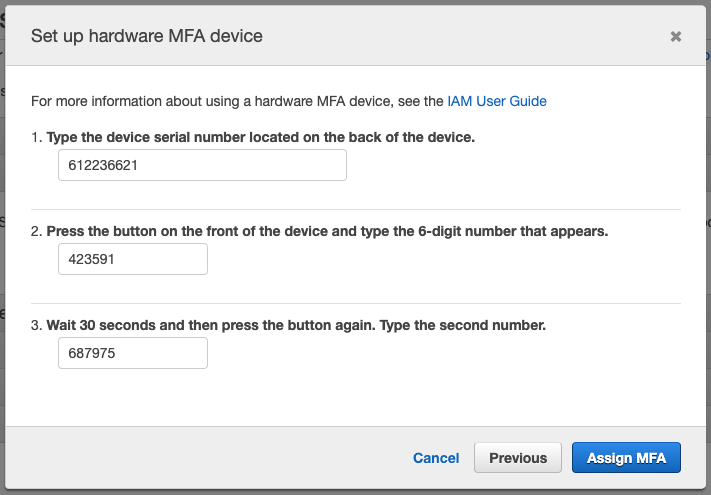 Set up hardware MFA device
For more information about using a hardware MFA device, see the IAM User Guide
1. Type the device serial number located on the back of the device.
612236621
2. Press the button on the front of the device and type the 6-digit number that appears.
423591
3. Wait 30 seconds and then press the button again. Type the second number.
687975
Cancel Previous Assign MFA